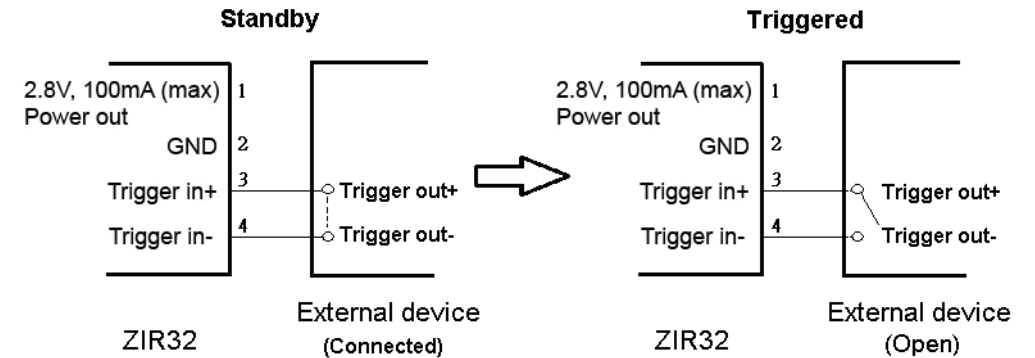 Standby
2.8V, 100mA (max) 1
Power out
GND 2
Trigger in+ 3 Trigger out+
Trigger in- 4 Trigger out-
ZIR32
External device
(Connected)
Triggered
2.8V, 100mA (max) 1
Power out
GND 2
Trigger in+ 3 Trigger out+
Trigger in- 4 Trigger out-
ZIR32
External device
(Open)